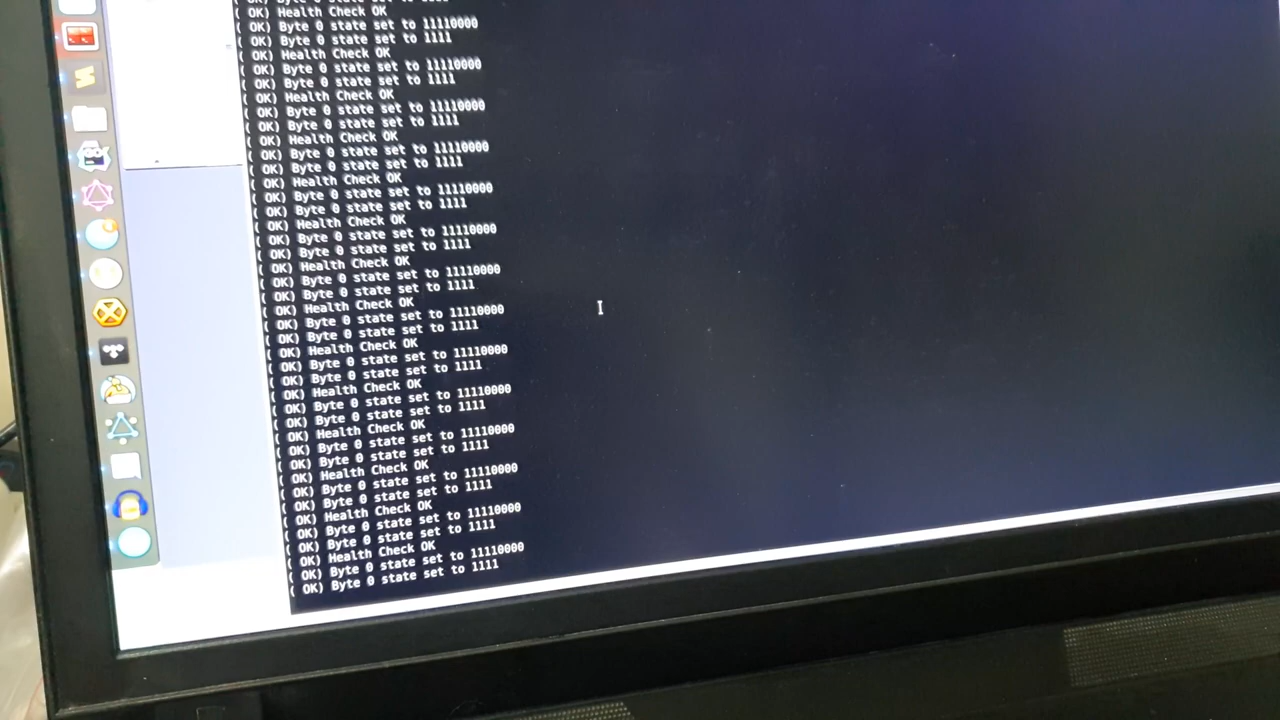 ( OK) Health Check OK
( OK) Byte 0 state set to 11110000
( OK) Byte 0 state set to 1111
( OK) Health Check OK
( OK) Byte 0 state set to 11110000
( OK) Byte 0 state set to 1111
( OK) Health Check OK
( OK) Byte 0 state set to 11110000
( OK) Byte 0 state set to 1111
( OK) Health Check OK
( OK) Byte 0 state set to 11110000
( OK) Byte 0 state set to 1111
( OK) Health Check OK
( OK) Byte 0 state set to 11110000
( OK) Byte 0 state set to 1111
( OK) Health Check OK
( OK) Byte 0 state set to 11110000
( OK) Byte 0 state set to 1111
( OK) Health Check OK
( OK) Byte 0 state set to 11110000
( OK) Byte 0 state set to 1111
( OK) Health Check OK
( OK) Byte 0 state set to 11110000
( OK) Byte 0 state set to 1111
( OK) Health Check OK
( OK) Byte 0 state set to 11110000
( OK) Byte 0 state set to 1111
( OK) Health Check OK
( OK) Byte 0 state set to 11110000
( OK) Byte 0 state set to 1111
( OK) Health Check OK
( OK) Byte 0 state set to 11110000
( OK) Byte 0 state set to 1111
( OK) Health Check OK
( OK) Byte 0 state set to 11110000
( OK) Byte 0 state set to 1111
( OK) Health Check OK
( OK) Byte 0 state set to 11110000
( OK) Byte 0 state set to 1111
( OK) Health Check OK
( OK) Byte 0 state set to 11110000
( OK) Byte 0 state set to 1111